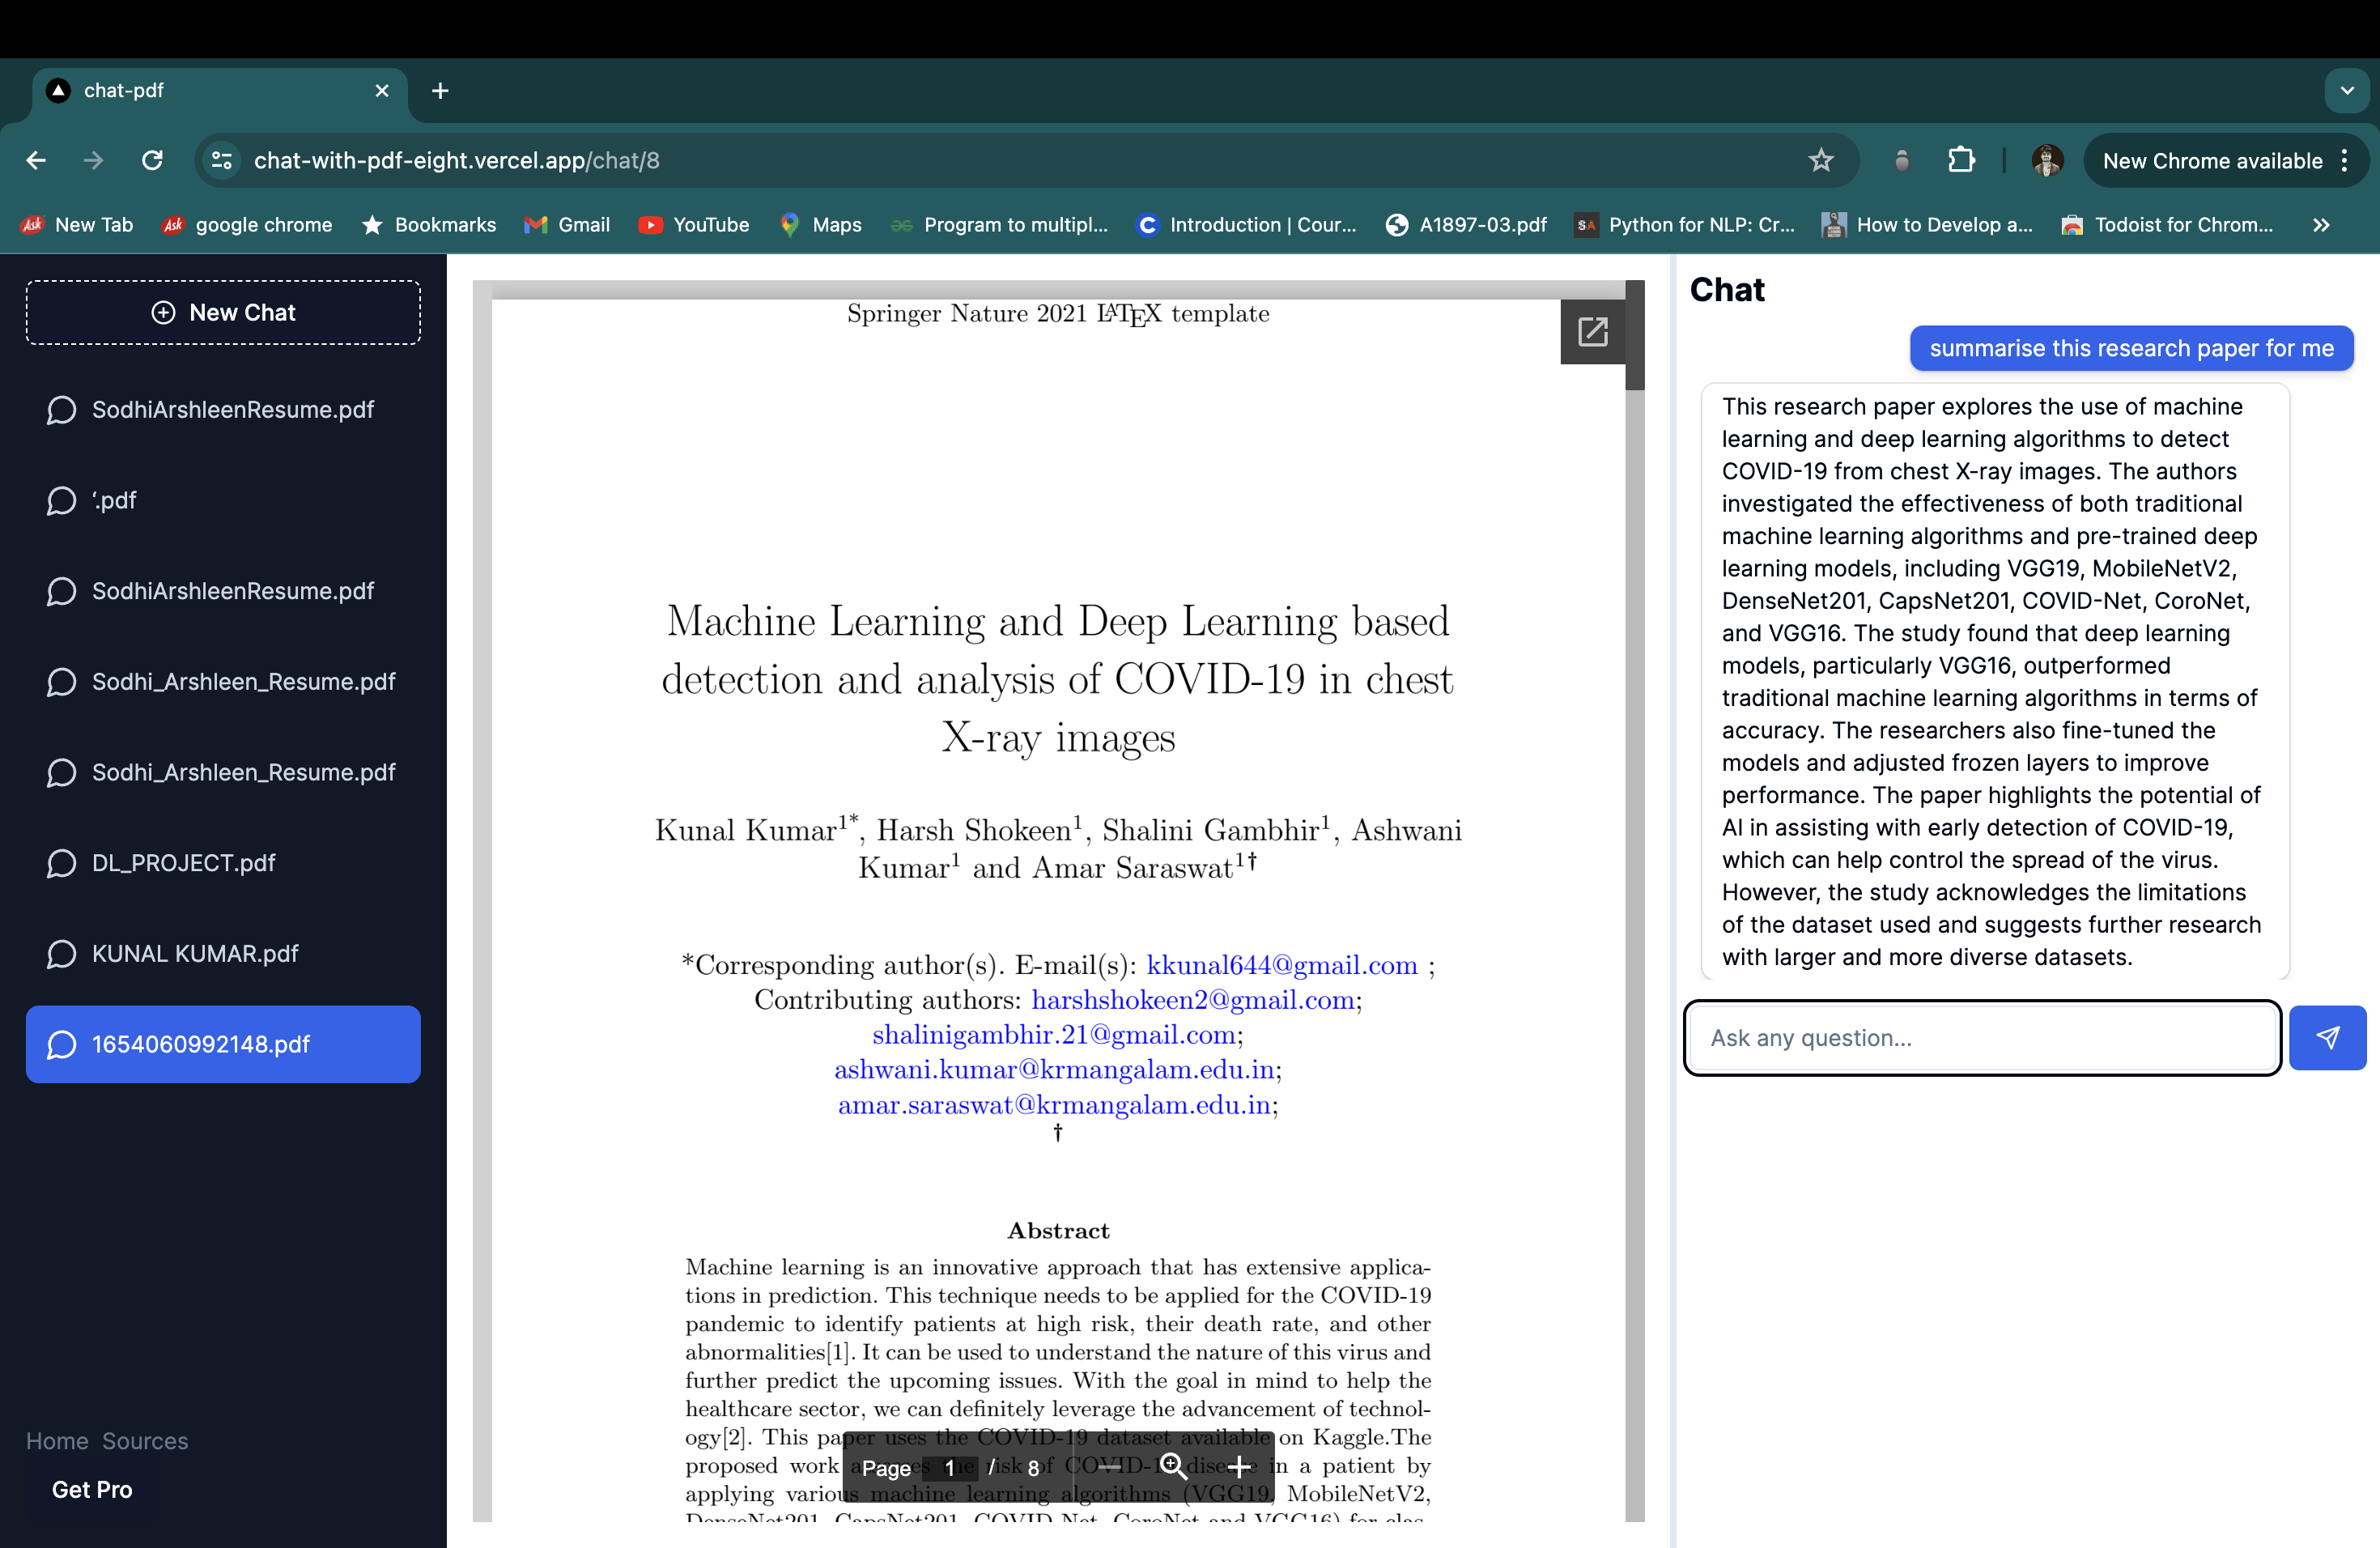 chat-pdf
chat-with-pdf-eight.vercel.app/chat/8
New Chrome available
New Tab
google chrome
Bookmarks
Gmail
YouTube
Maps
Program to multipl...
Introduction | Cour...
A1897-03.pdf
Python for NLP: Cr...
How to Develop a...
Todoist for Chrom...
New Chat
SodhiArshleenResume.pdf
‘.pdf
SodhiArshleenResume.pdf
Sodhi_Arshleen_Resume.pdf
Sodhi_Arshleen_Resume.pdf
DL_PROJECT.pdf
KUNAL KUMAR.pdf
1654060992148.pdf
Home Sources
Get Pro
Springer Nature 2021 LATEX template
Machine Learning and Deep Learning based
detection and analysis of COVID-19 in chest
X-ray images
Kunal Kumar1*, Harsh Shokeen1, Shalini Gambhir1, Ashwani
Kumar1 and Amar Saraswat1†
*Corresponding author(s). E-mail(s): kkunal644@gmail.com ;
Contributing authors: harshshokeen2@gmail.com;
shalinigambhir.21@gmail.com;
ashwani.kumar@krmangalam.edu.in;
amar.saraswat@krmangalam.edu.in;
†
Abstract
Machine learning is an innovative approach that has extensive applica-
tions in prediction. This technique needs to be applied for the COVID-19
pandemic to identify patients at high risk, their death rate, and other
abnormalities[1]. It can be used to understand the nature of this virus and
further predict the upcoming issues. With the goal in mind to help the
healthcare sector, we can definitely leverage the advancement of technol-
ogy[2]. This paper uses the COVID-19 dataset available on Kaggle.The
proposed work risk of COVID-19 disease in a patient by
applying various machine learning algorithms (VGG19, MobileNetV2,
DenseNet201, CapsNet201, COVID-Net, CoroNet and VGG16) for clas-
Page 1 / 8
Chat
summarise this research paper for me
This research paper explores the use of machine
learning and deep learning algorithms to detect
COVID-19 from chest X-ray images. The authors
investigated the effectiveness of both traditional
machine learning algorithms and pre-trained deep
learning models, including VGG19, MobileNetV2,
DenseNet201, CapsNet201, COVID-Net, CoroNet,
and VGG16. The study found that deep learning
models, particularly VGG16, outperformed
traditional machine learning algorithms in terms of
accuracy. The researchers also fine-tuned the
models and adjusted frozen layers to improve
performance. The paper highlights the potential of
AI in assisting with early detection of COVID-19,
which can help control the spread of the virus.
However, the study acknowledges the limitations
of the dataset used and suggests further research
with larger and more diverse datasets.
Ask any question...